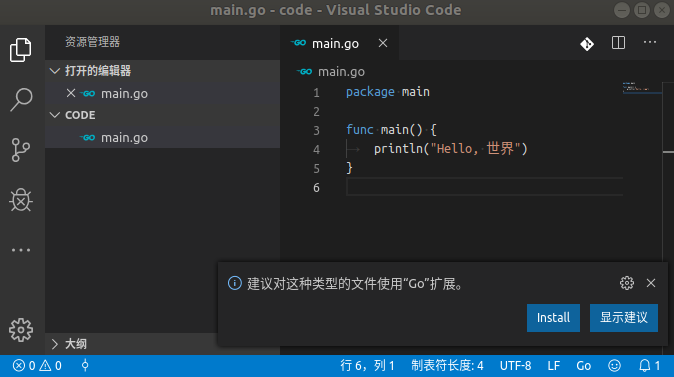 main.go - code - Visual Studio Code
资源管理器
打开的编辑器
main.go
CODE
main.go
大纲
main.go
main.go
1 package main
2
3 func main() {
4 println("Hello, 世界")
5 }
6
建议对这种类型的文件使用“Go”扩展。
Install 显示建议
0 0 行 6，列 1 制表符长度: 4 UTF-8 LF Go 1